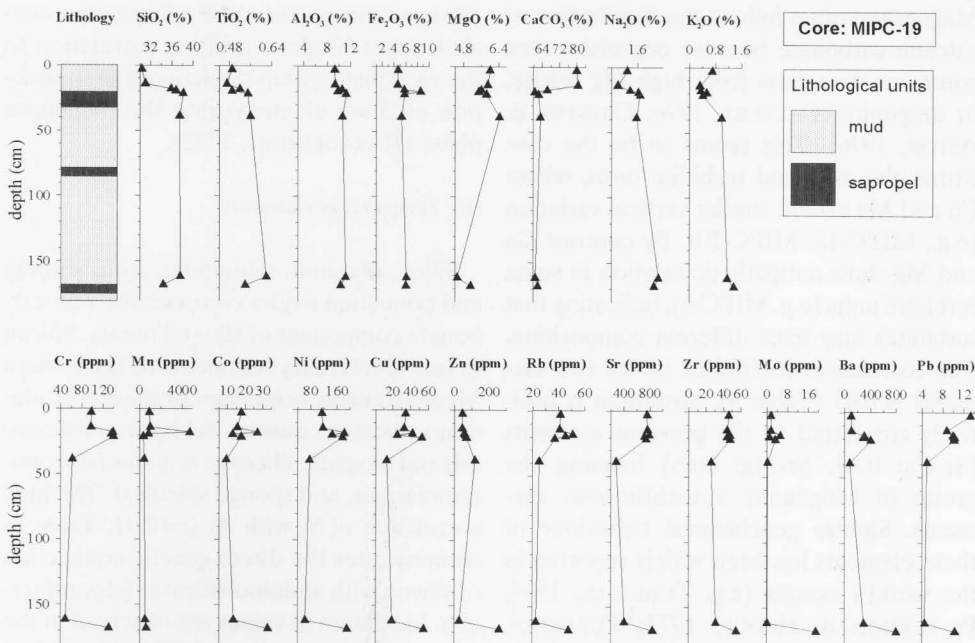 Lithology SiO₂ (%) TiO₂ (%) Al₂O₃ (%) Fe₂O₃ (%) MgO (%) CaCO₃ (%) Na₂O (%) K₂O (%)
32 36 40 0.48 0.64 4 8 12 2 4 6 8 10 4.8 6.4 64 72 80 1.6 0 0.8 1.6
Core: MIPC-19
Lithological units
mud
sapropel
depth (cm)
0
50
100
150
Cr (ppm) Mn (ppm) Co (ppm) Ni (ppm) Cu (ppm) Zn (ppm) Rb (ppm) Sr (ppm) Zr (ppm) Mo (ppm) Ba (ppm) Pb (ppm)
40 80 120 0 4000 10 20 30 80 160 20 40 60 0 200 20 60 400 800 20 40 60 0 8 16 0 400 800 8 12
depth (cm)
0
50
100
150